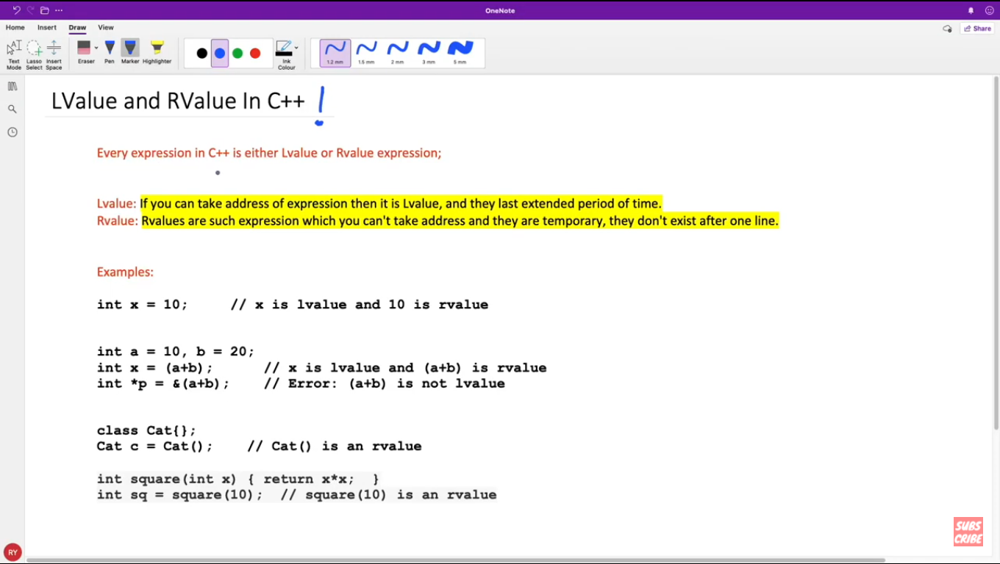 OneNote
Home Insert Draw View
Share
Text Mode
Lasso Select
Insert Space
Eraser
Pen
Marker
Highlighter
Ink Colour
1.2 mm
1.5 mm
2 mm
3 mm
5 mm
LValue and RValue In C++ !
Every expression in C++ is either Lvalue or Rvalue expression;
Lvalue: If you can take address of expression then it is Lvalue, and they last extended period of time.
Rvalue: Rvalues are such expression which you can't take address and they are temporary, they don't exist after one line.
Examples:
int x = 10;     // x is lvalue and 10 is rvalue
int a = 10, b = 20;
int x = (a+b);      // x is lvalue and (a+b) is rvalue
int *p = &(a+b);    // Error: (a+b) is not lvalue
class Cat{};
Cat c = Cat();    // Cat() is an rvalue
int square(int x) { return x*x;  }
int sq = square(10);  // square(10) is an rvalue
SUBS
CRIBE
RY